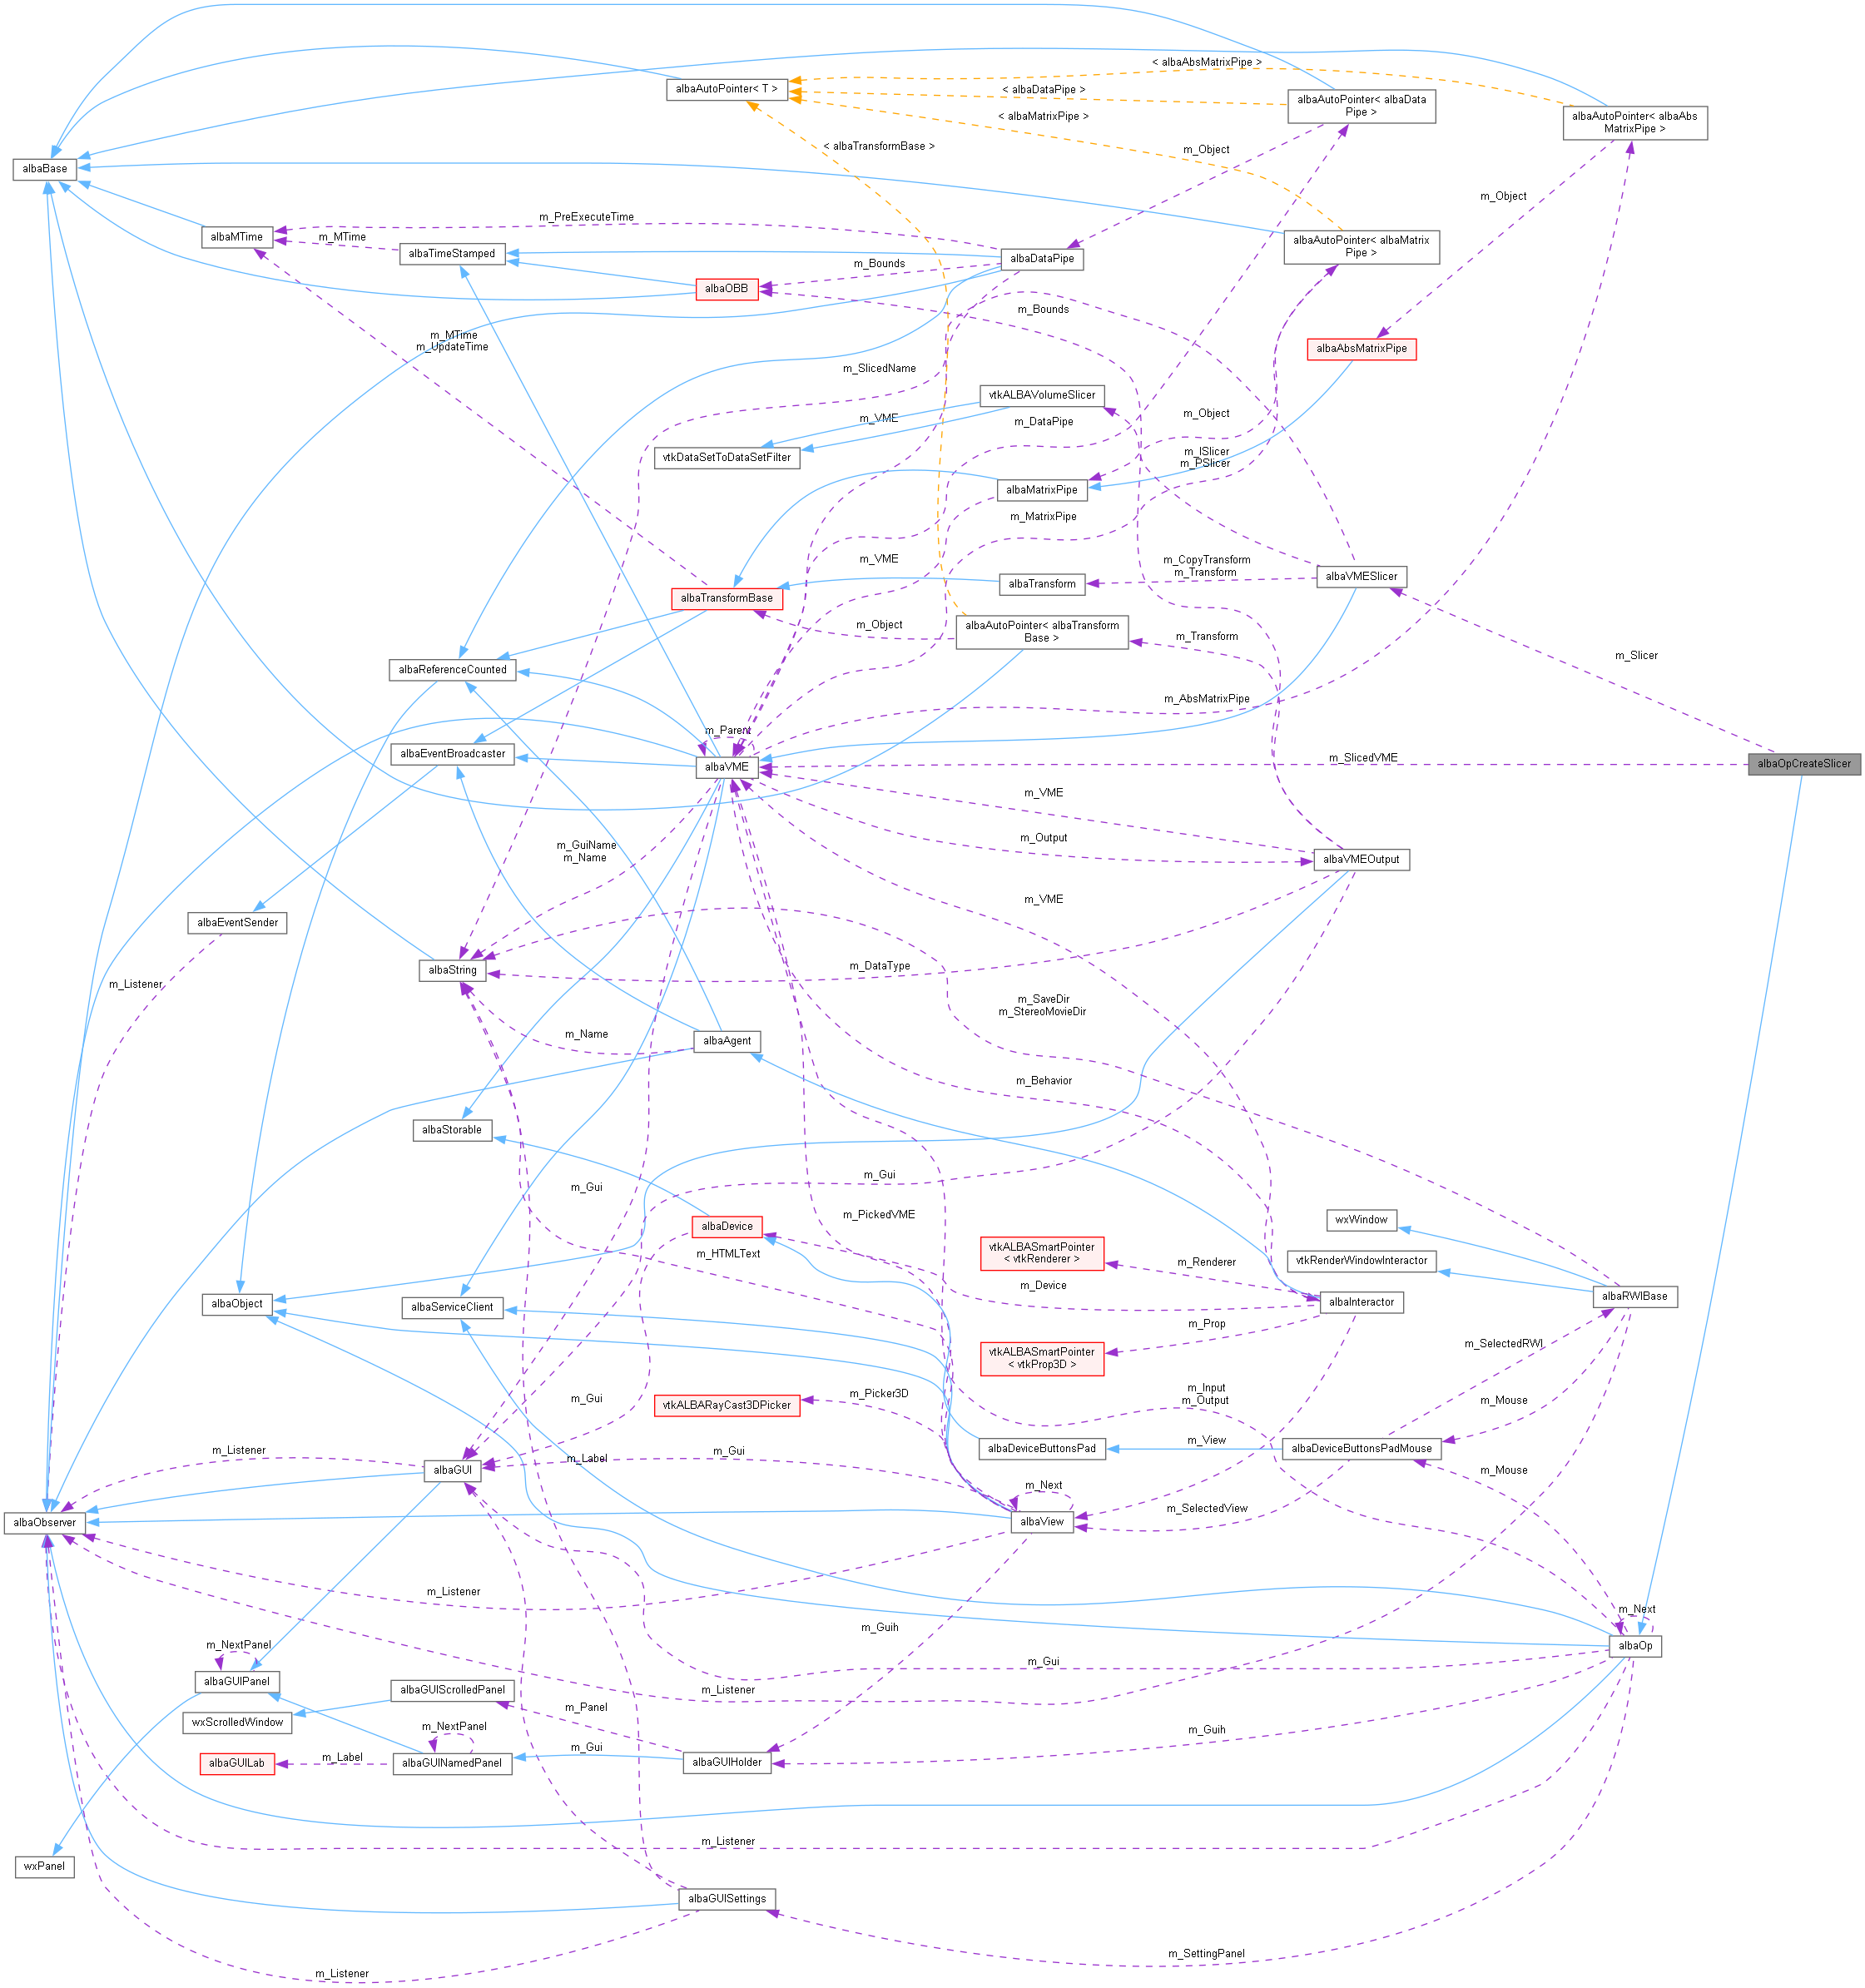 < albaAbsMatrixPipe >
albaAutoPointer< T >
< albaDataPipe >
albaAutoPointer< albaData
Pipe >
albaAutoPointer< albaAbs
MatrixPipe >
< albaMatrixPipe >
< albaTransformBase >
m_Object
albaBase
m_Object
m_PreExecuteTime
albaMTime
m_MTime
albaTimeStamped
albaAutoPointer< albaMatrix
Pipe >
albaDataPipe
m_Bounds
albaOBB
m_Bounds
m_MTime
m_UpdateTime
albaAbsMatrixPipe
m_SlicedName
vtkALBAVolumeSlicer
m_VME
m_DataPipe
m_Object
vtkDataSetToDataSetFilter
m_ISlicer
m_PSlicer
albaMatrixPipe
m_MatrixPipe
m_VME
m_CopyTransform
m_Transform
albaTransform
albaVMESlicer
albaTransformBase
m_Object
albaAutoPointer< albaTransform
Base >
m_Transform
m_Slicer
albaReferenceCounted
m_AbsMatrixPipe
m_Parent
albaEventBroadcaster
albaVME
m_SlicedVME
albaOpCreateSlicer
m_VME
m_Output
m_GuiName
m_Name
albaVMEOutput
m_VME
albaEventSender
albaString
m_DataType
m_Listener
m_SaveDir
m_StereoMovieDir
m_Name
albaAgent
m_Behavior
albaStorable
m_Gui
m_Gui
m_PickedVME
albaDevice
wxWindow
m_HTMLText
vtkALBASmartPointer
< vtkRenderer >
m_Renderer
vtkRenderWindowInteractor
m_Device
albaObject
albaServiceClient
albaInteractor
albaRWIBase
m_Prop
vtkALBASmartPointer
< vtkProp3D >
m_SelectedRWI
m_Gui
vtkALBARayCast3DPicker
m_Picker3D
m_Input
m_Output
m_Mouse
m_Listener
m_Label
m_Gui
albaDeviceButtonsPad
m_View
albaDeviceButtonsPadMouse
albaGUI
m_Mouse
m_Next
m_SelectedView
albaObserver
albaView
m_Listener
m_Guih
m_Next
m_NextPanel
albaOp
m_Gui
albaGUIPanel
albaGUIScrolledPanel
m_Listener
m_Panel
wxScrolledWindow
m_NextPanel
m_Guih
m_Label
m_Gui
albaGUILab
albaGUINamedPanel
albaGUIHolder
m_Listener
wxPanel
albaGUISettings
m_SettingPanel
m_Listener